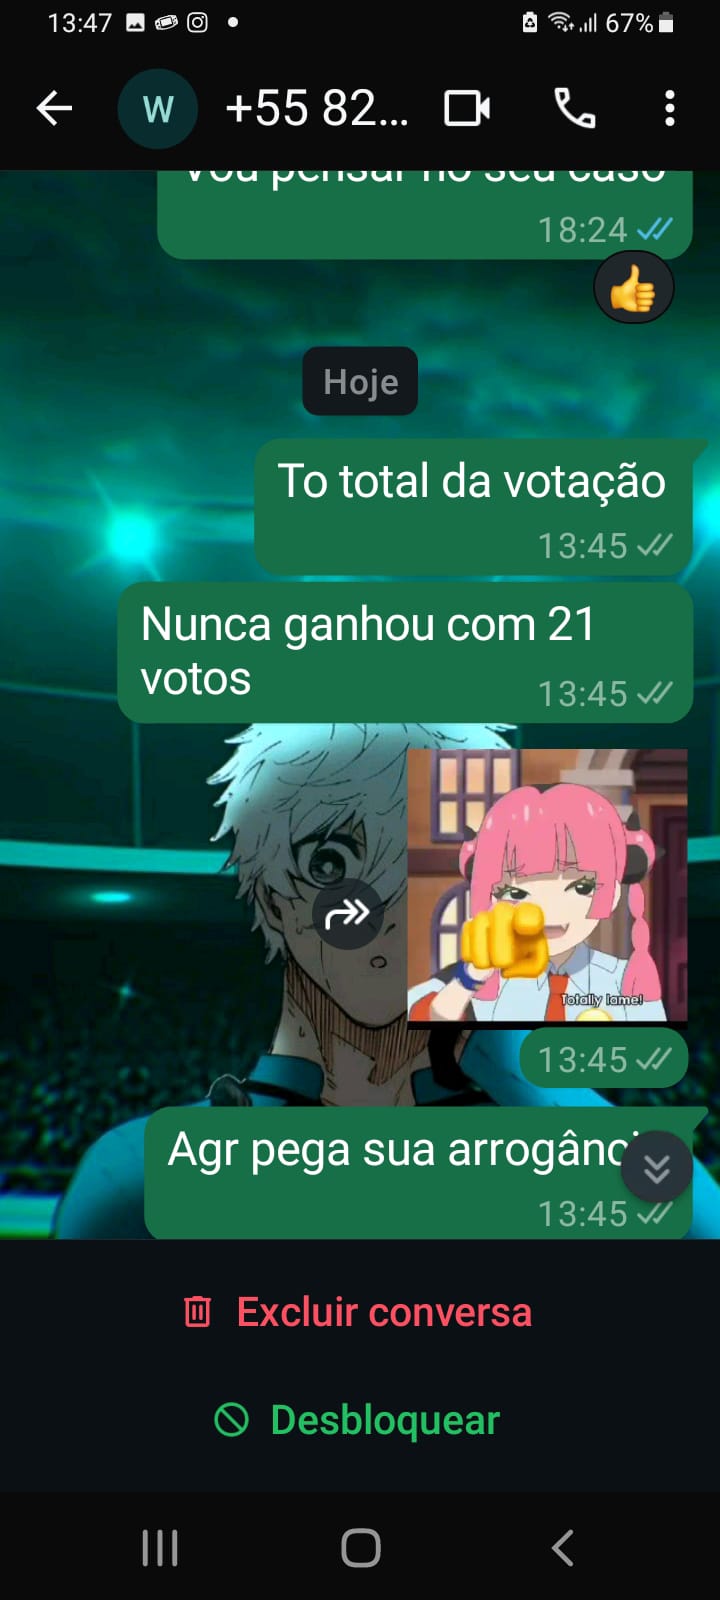 13:47
67%
W
+55 82...
Vou pensar no seu caso
18:24
Hoje
To total da votação
13:45
Nunca ganhou com 21
votos
13:45
Totally lame!
13:45
Agr pega sua
13:45
Excluir conversa
Desbloquear